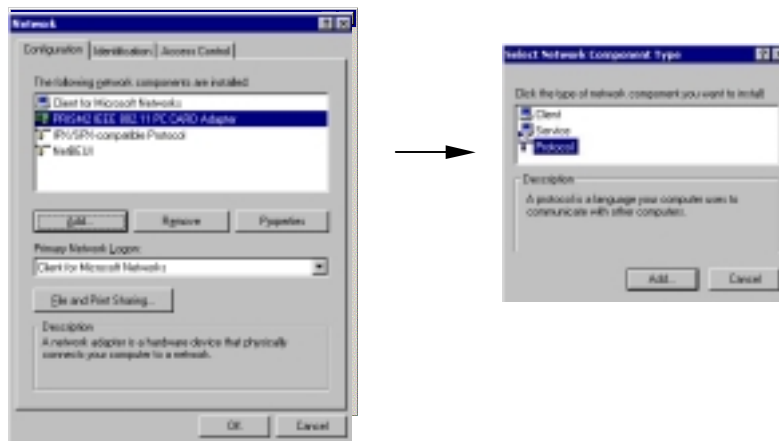 Network
Configuration Identification Access Control
The following network components are installed:
Client for Microsoft Networks
PRISM2 IEEE 802.11 PC CARD Adapter
IPX/SPX-compatible Protocol
NetBEUI
Add... Remove Properties
Primary Network Logon:
Client for Microsoft Networks
File and Print Sharing...
Description
A network adapter is a hardware device that physically
connects your computer to a network.
OK Cancel
Select Network Component Type
Click the type of network component you want to install:
Client
Service
Protocol
Description
A protocol is a language your computer uses to
communicate with other computers.
Add... Cancel